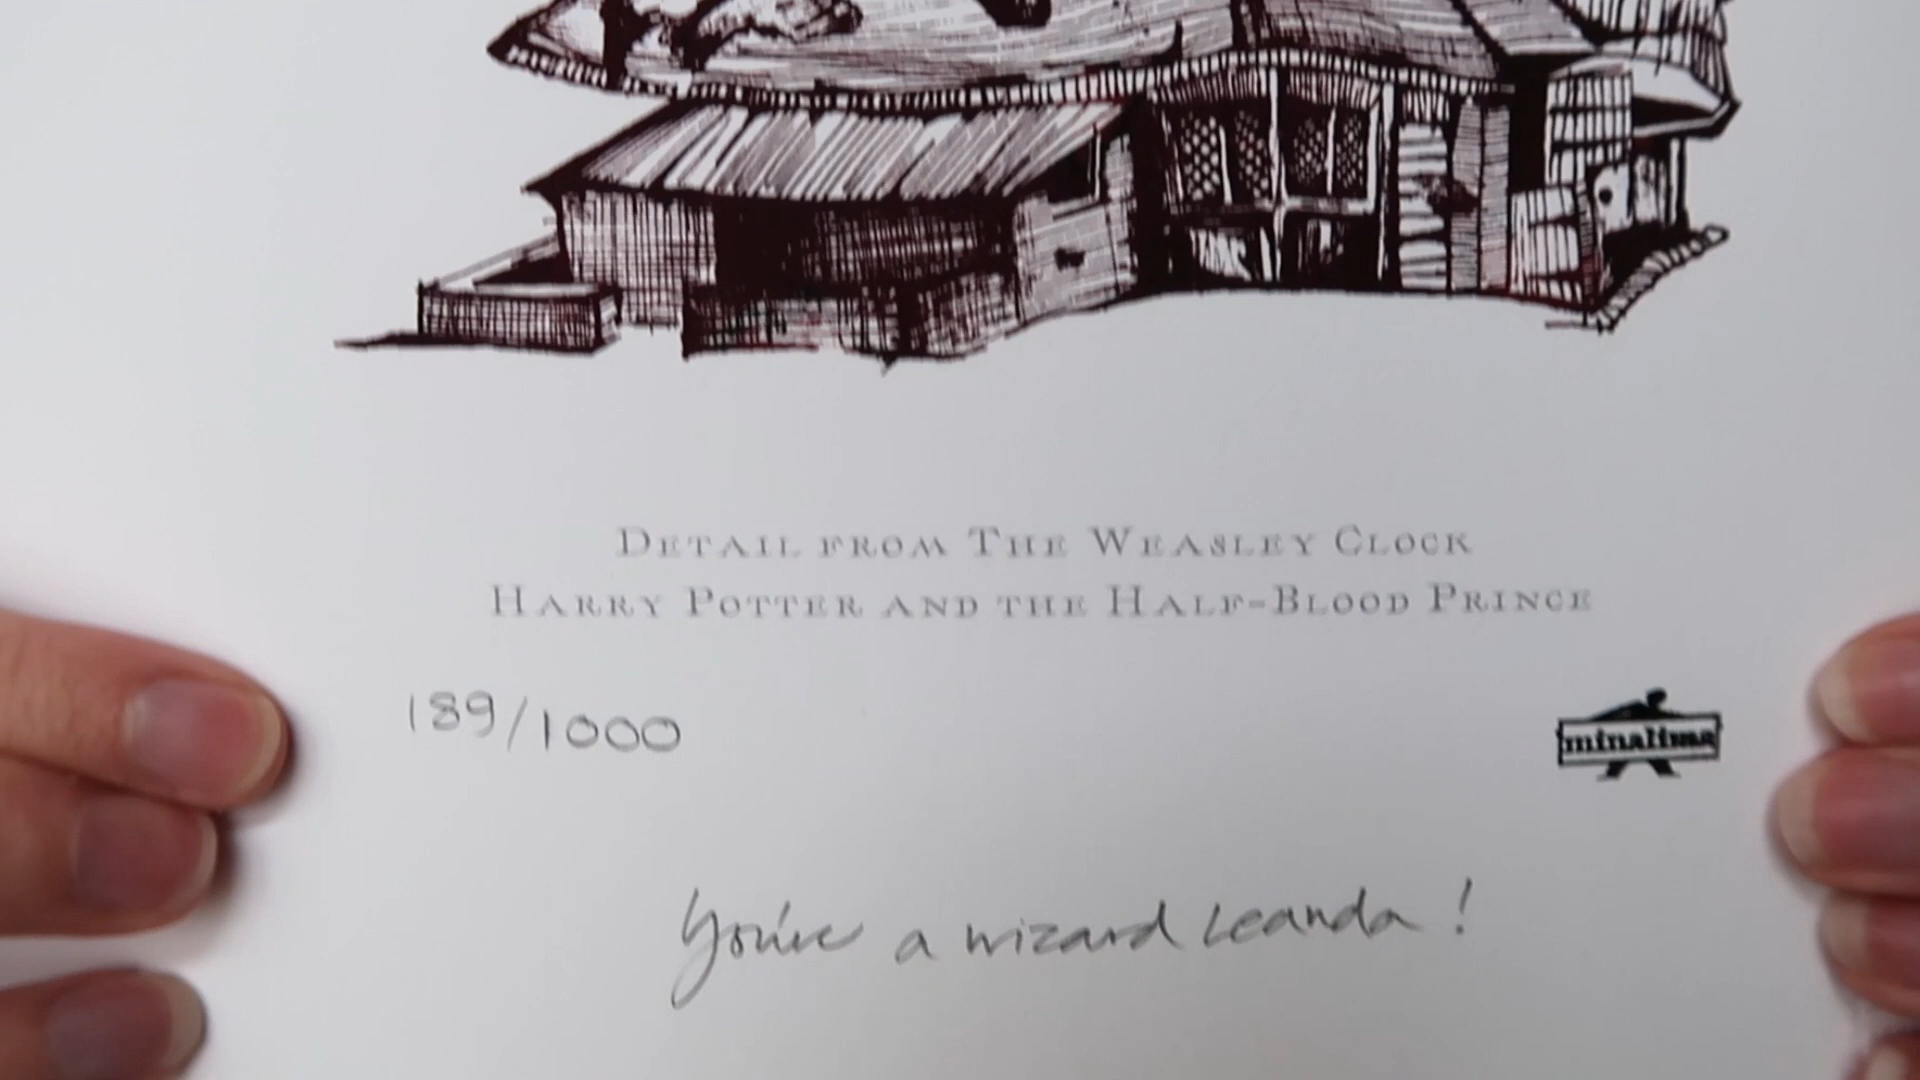 DETAIL FROM THE WEASLEY CLOCK
HARRY POTTER AND THE HALF-BLOOD PRINCE
189/1000
minalima
You're a wizard Leanda!